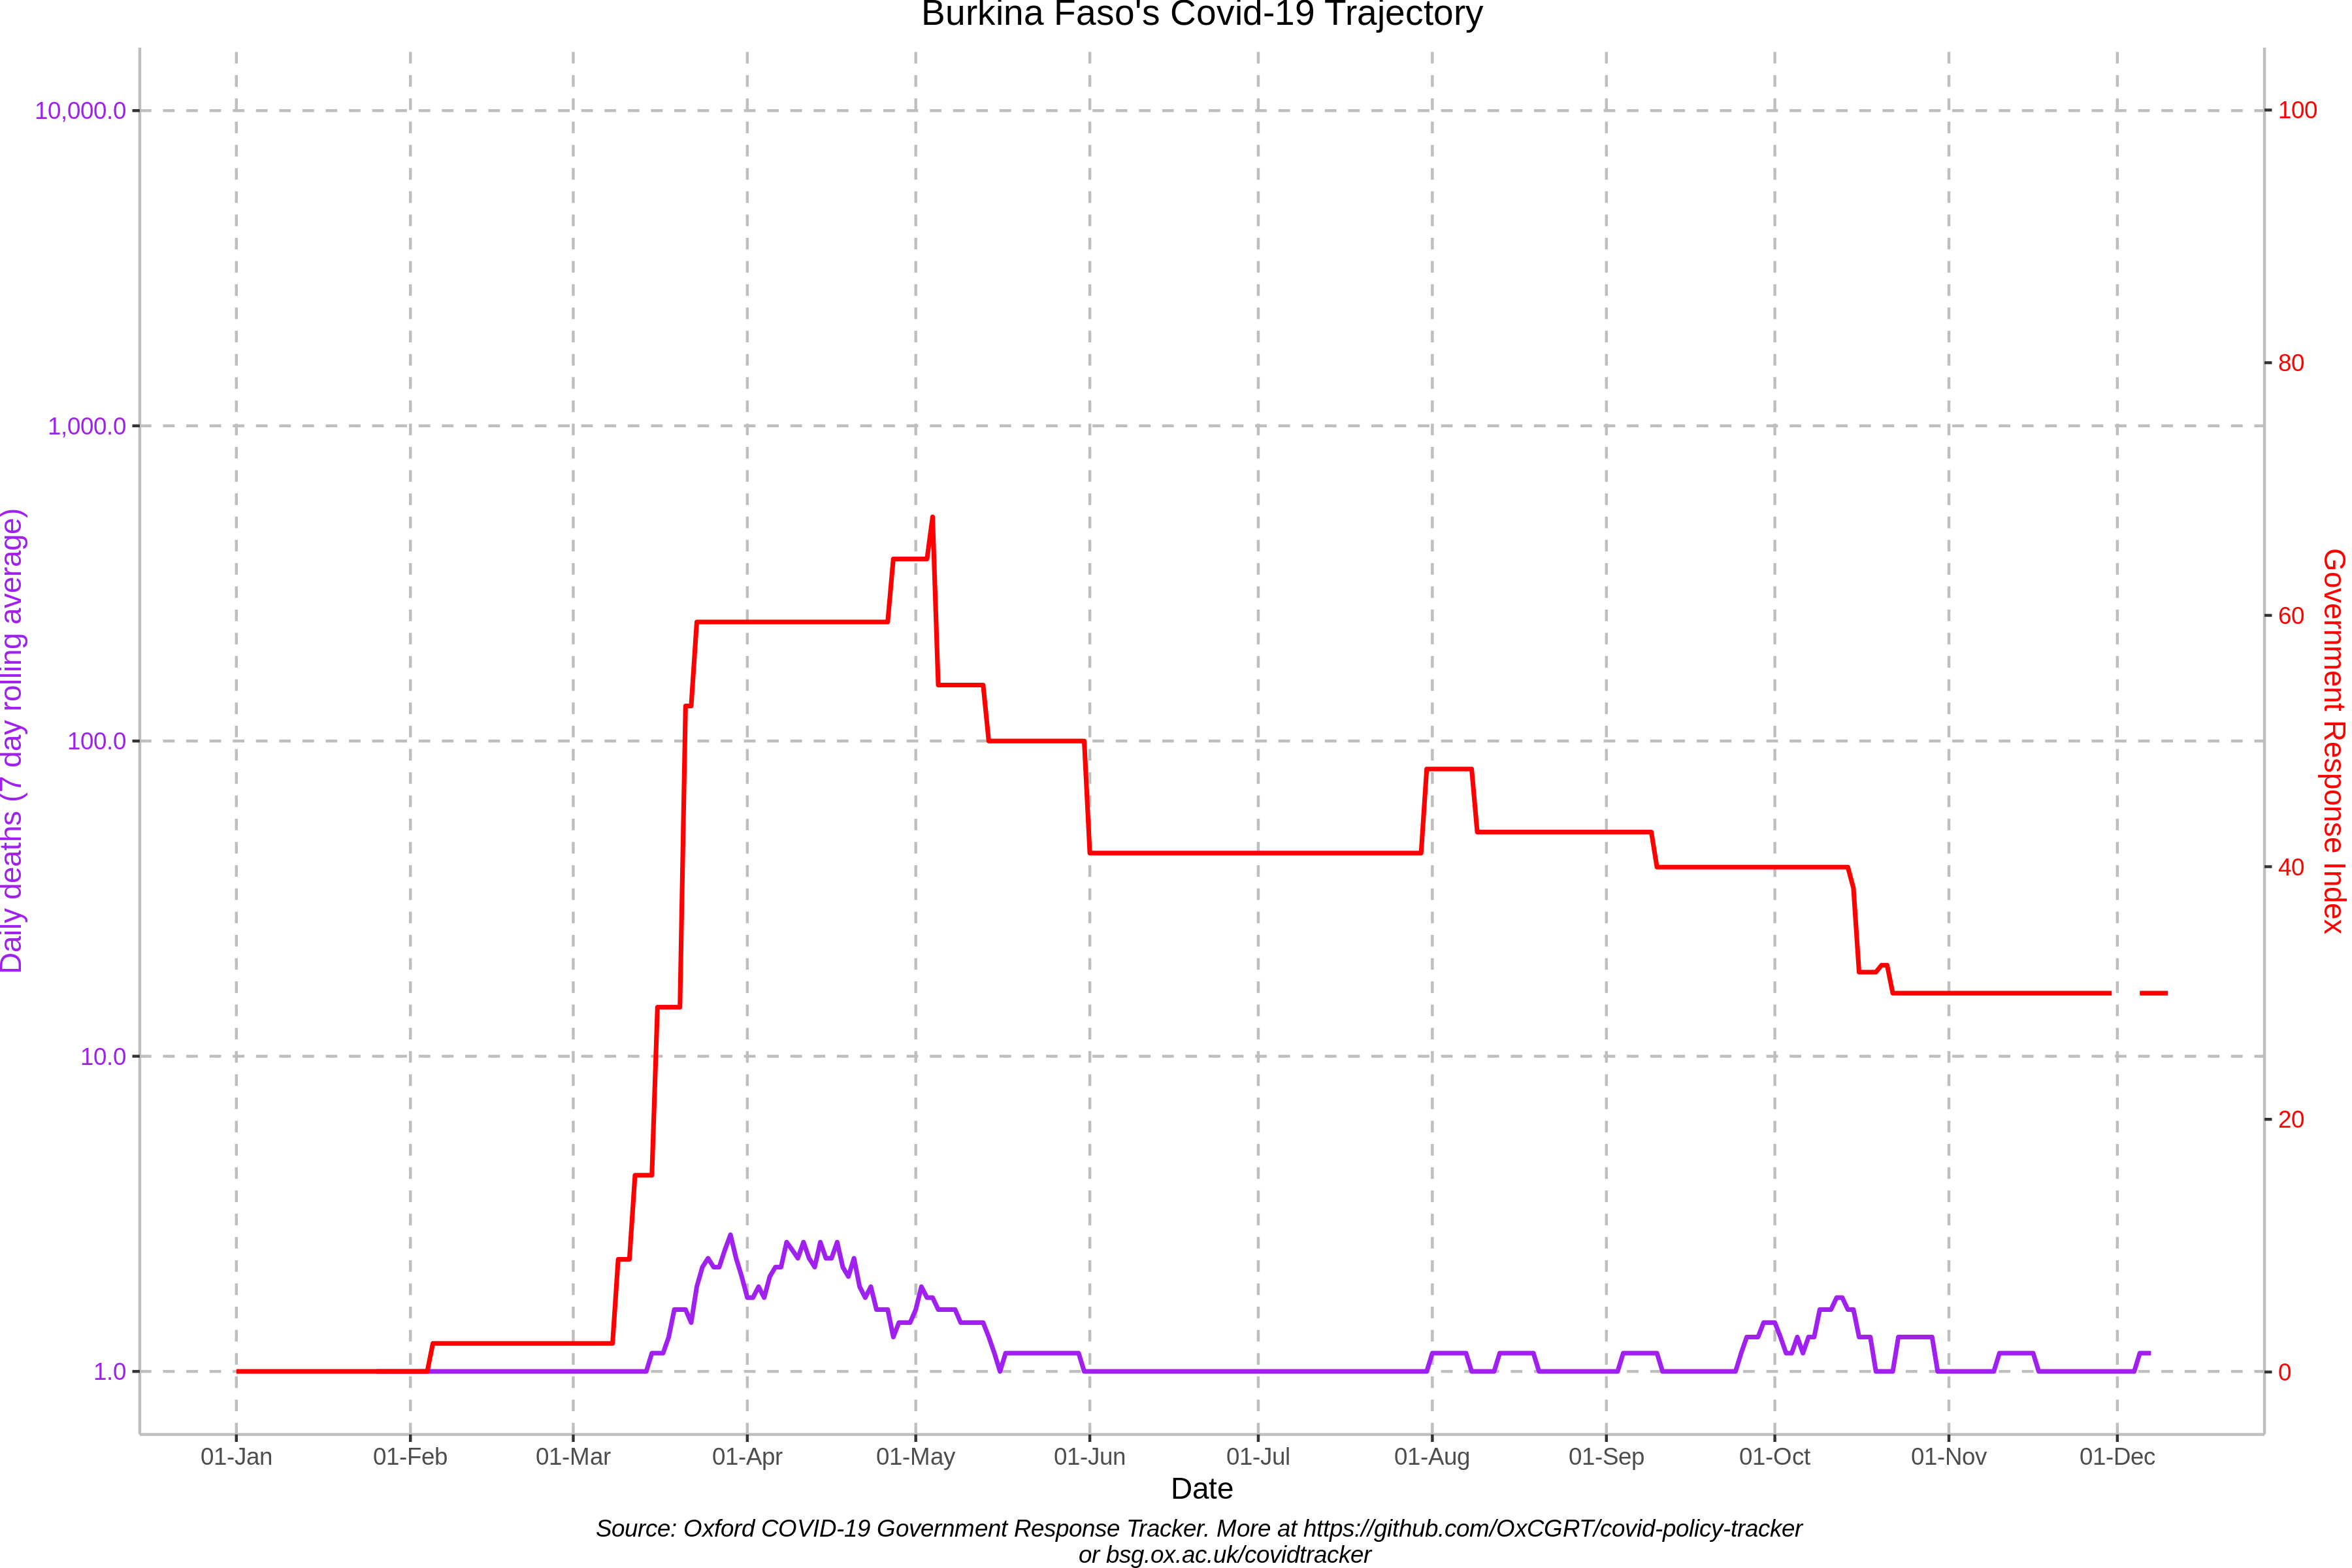 Burkina Faso's Covid-19 Trajectory
Daily deaths (7 day rolling average)
10,000.0
1,000.0
100.0
10.0
1.0
100
80
60
40
20
0
Government Response Index
01-Jan 01-Feb 01-Mar 01-Apr 01-May 01-Jun 01-Jul 01-Aug 01-Sep 01-Oct 01-Nov 01-Dec
Date
Source: Oxford COVID-19 Government Response Tracker. More at https://github.com/OxCGRT/covid-policy-tracker
or bsg.ox.ac.uk/covidtracker